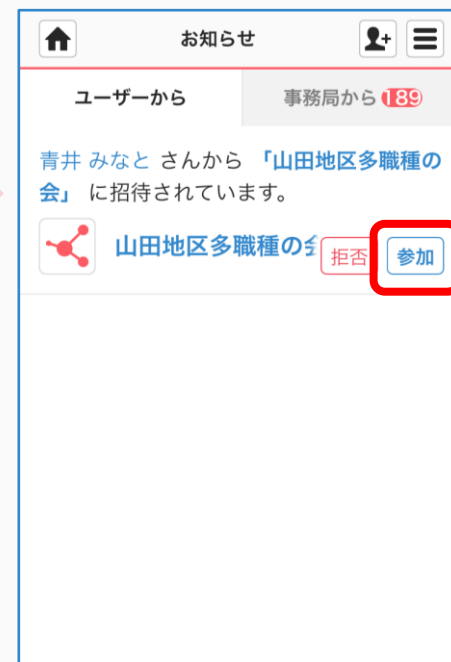 お知らせ
ユーザーから
事務局から 189
青井 みなと さんから 「山田地区多職種の
会」 に招待されています。
山田地区多職種の会
拒否
参加